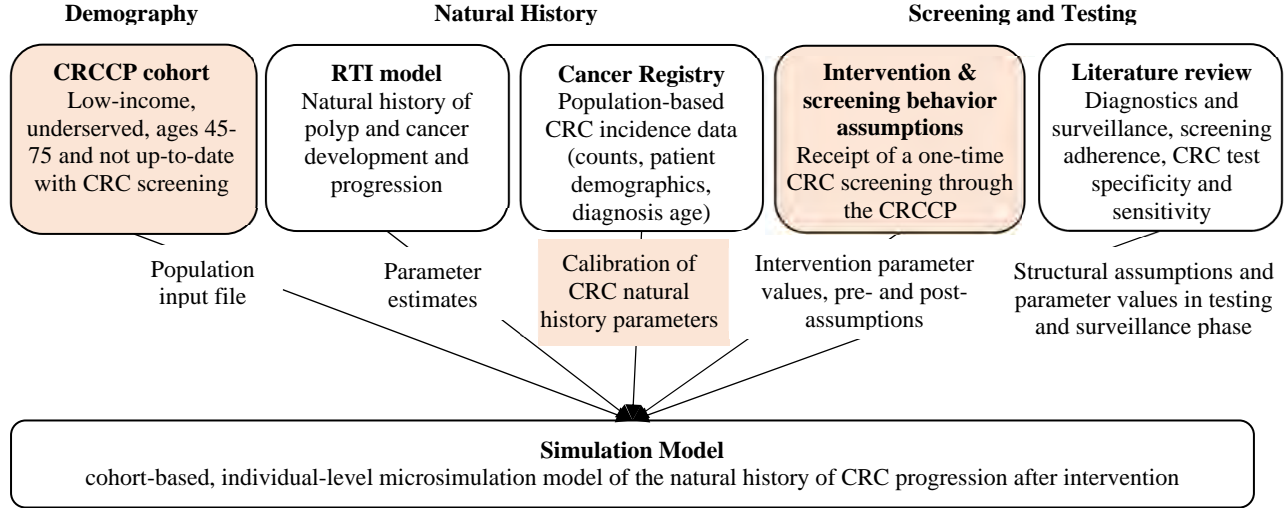 Demography
Natural History
Screening and Testing
CRCCP cohort
Low-income,
underserved, ages 45-
75 and not up-to-date
with CRC screening
RTI model
Natural history of
polyp and cancer
development and
progression
Cancer Registry
Population-based
CRC incidence data
(counts, patient
demographics,
diagnosis age)
Intervention &
screening behavior
assumptions
Receipt of a one-time
CRC screening through
the CRCCP
Literature review
Diagnostics and
surveillance, screening
adherence, CRC test
specificity and
sensitivity
Population
input file
Parameter
estimates
Calibration of
CRC natural
history parameters
Intervention parameter
values, pre- and post-
assumptions
Structural assumptions and
parameter values in testing
and surveillance phase
Simulation Model
cohort-based, individual-level microsimulation model of the natural history of CRC progression after intervention